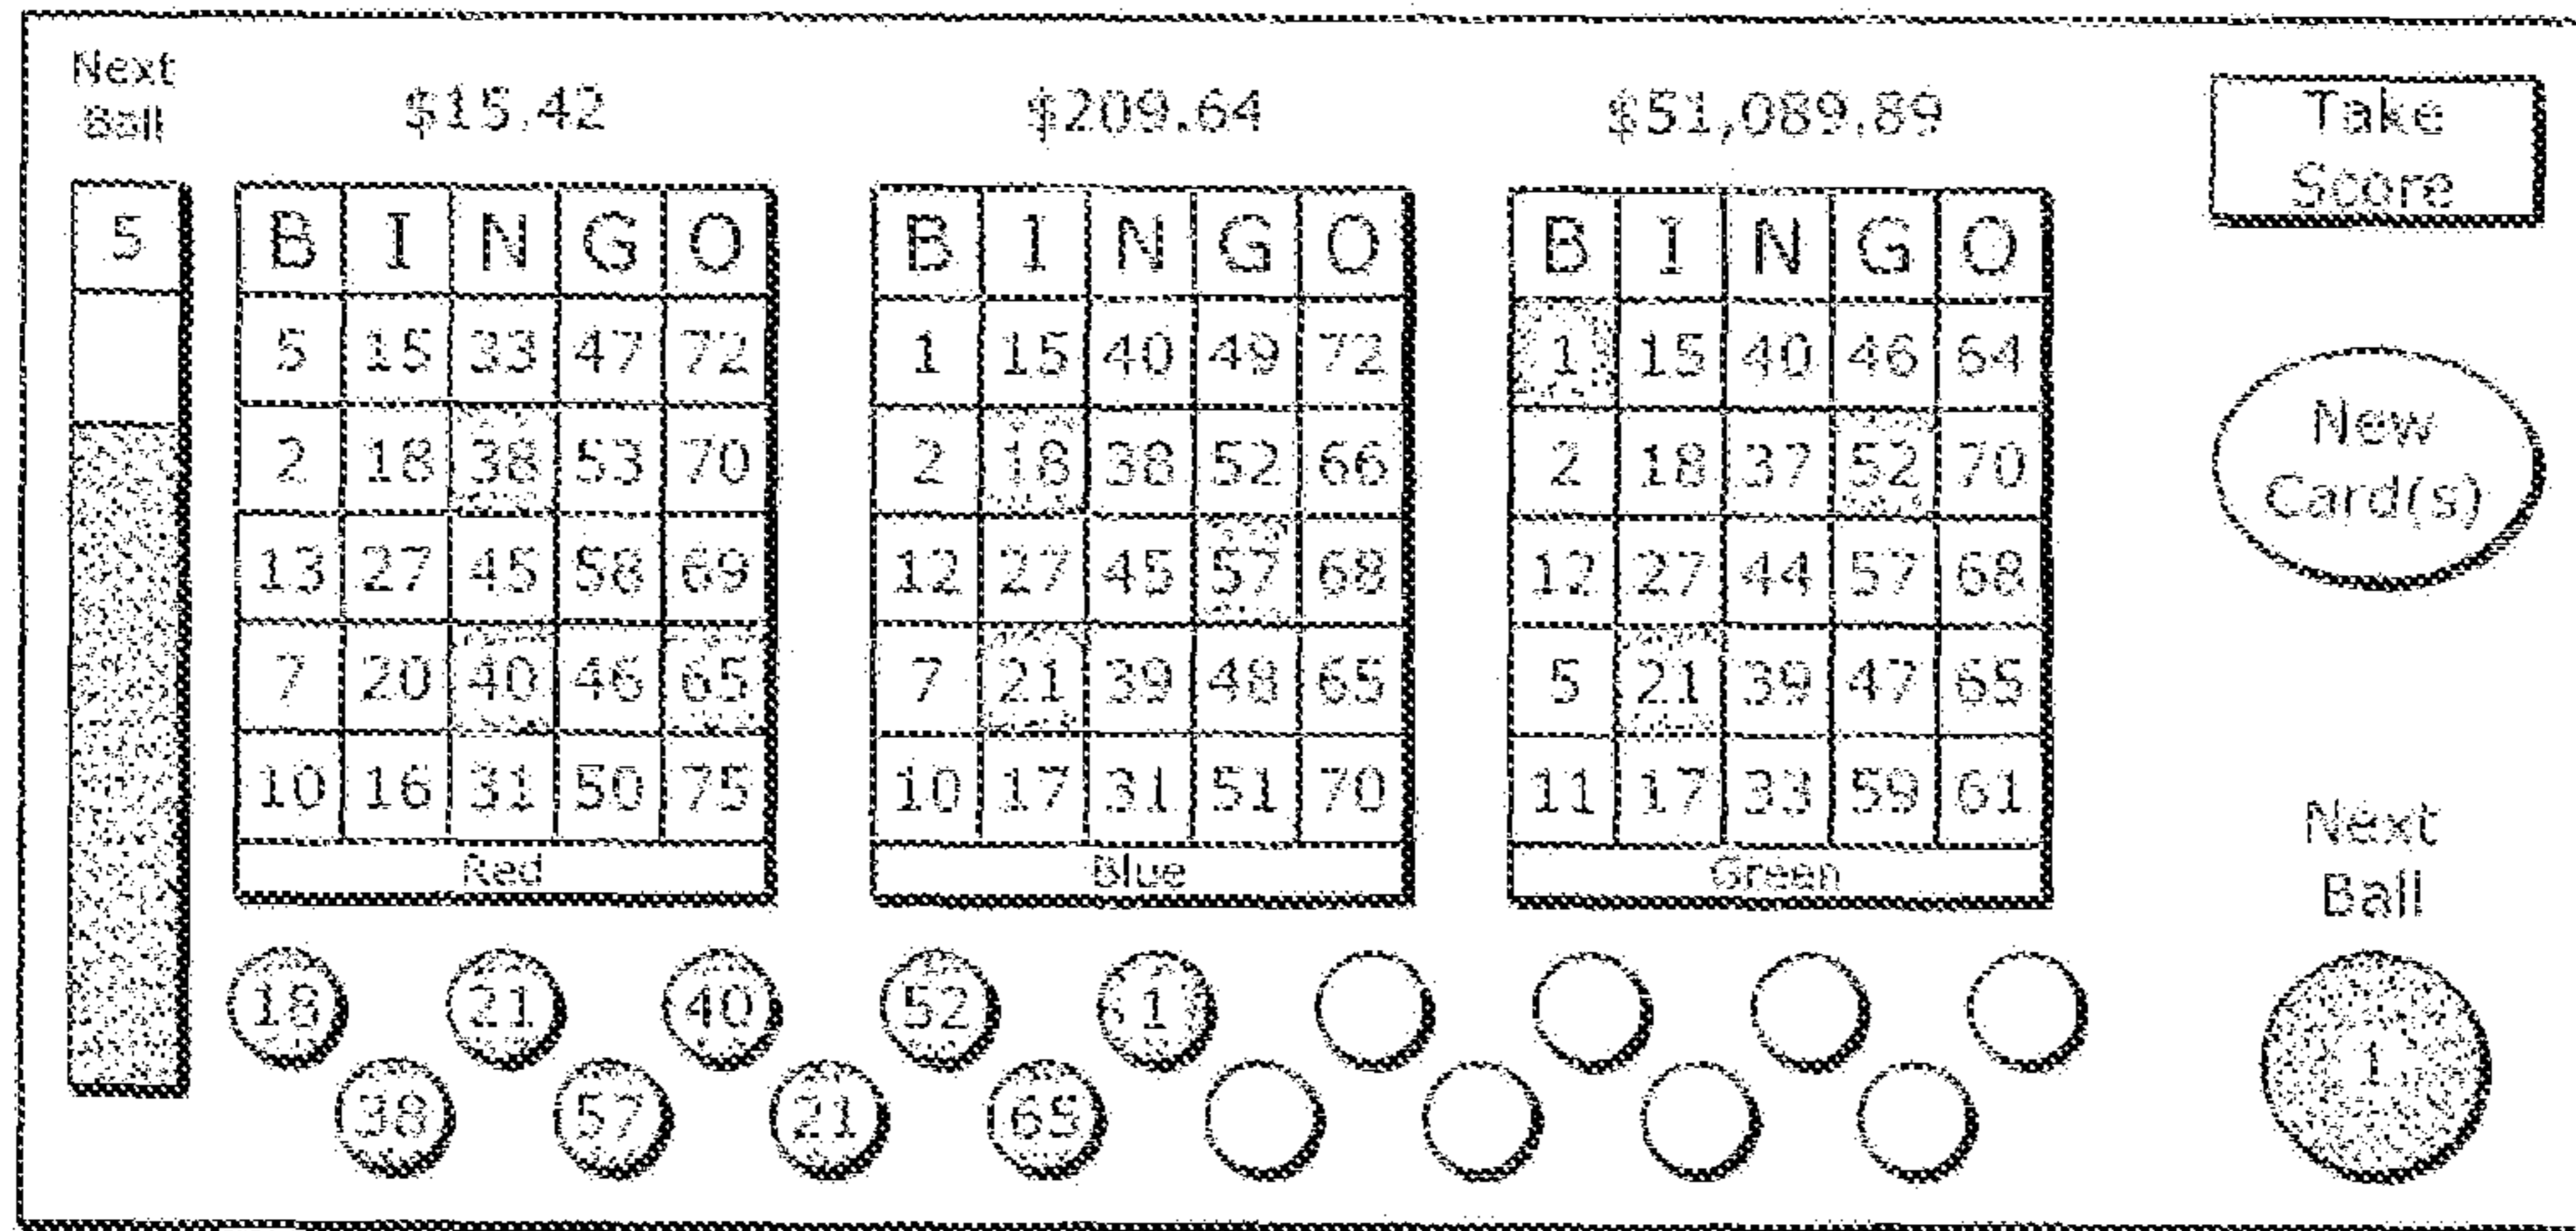 Next
Ball
$15.42
$209.64
$51,089.89
Take
Score
5
B I N G O
5 15 33 47 72
2 18 38 53 70
13 27 45 58 69
7 20 40 46 65
10 16 31 50 75
Red
B I N G O
1 15 40 49 72
2 18 38 52 66
12 27 45 57 68
7 21 39 48 65
10 17 31 51 70
Blue
B I N G O
1 15 40 46 64
2 18 37 52 70
12 27 44 57 68
5 21 39 47 65
11 17 33 59 61
Green
New
Card(s)
18 21 40 52 1
38 57 21 65
Next
Ball
1